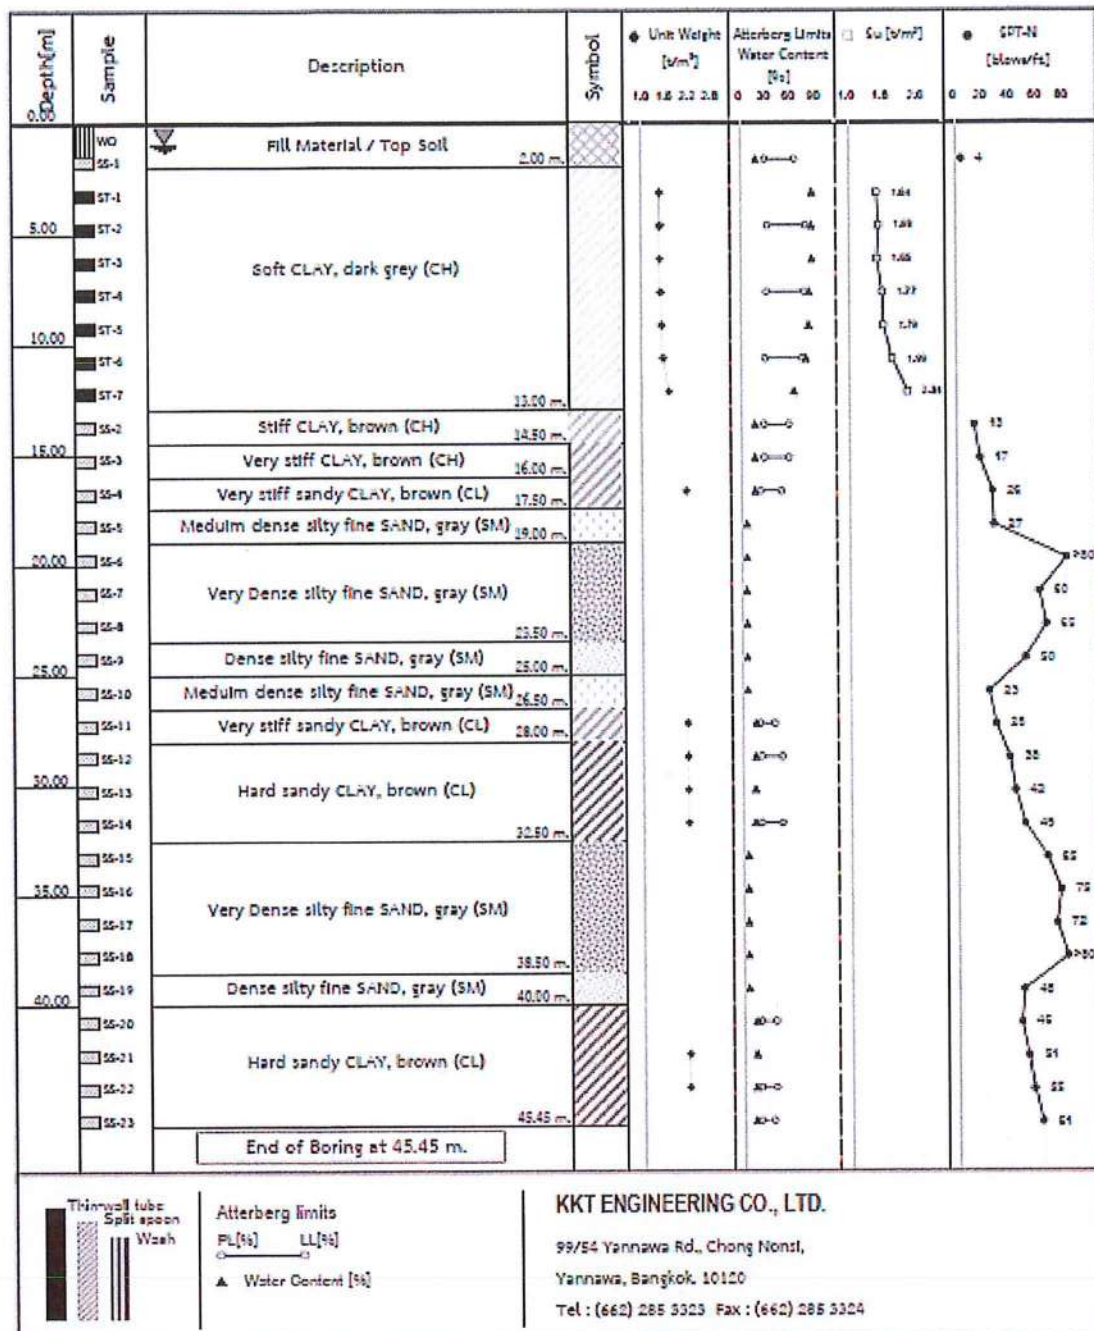 Depth[m]
0.00
Sample
Description
Symbol
Unit Weight
[t/m³]
1.0 1.6 2.2 2.8
Atterberg Limits
Water Content
[%]
0 30 60 90
Su [t/m²]
1.0
SPT-N
[blows/ft]
0 20 40 60 80
WO
Fill Material / Top Soil
2.00 m.
SS-1
4
ST-1
5.00
ST-2
ST-3
Soft CLAY, dark grey (CH)
ST-4
ST-5
10.00
ST-6
ST-7
13.00 m.
SS-2
Stiff CLAY, brown (CH)
14.50 m.
13
15.00
SS-3
Very stiff CLAY, brown (CH)
16.00 m.
17
SS-4
Very stiff sandy CLAY, brown (CL)
17.50 m.
26
SS-5
Meduim dense silty fine SAND, gray (SM)
19.00 m.
27
20.00
SS-6
SS-7
Very Dense silty fine SAND, gray (SM)
60
SS-8
23.50 m.
SS-9
Dense silty fine SAND, gray (SM)
25.00 m.
50
25.00
SS-10
Meduim dense silty fine SAND, gray (SM)
26.50 m.
23
SS-11
Very stiff sandy CLAY, brown (CL)
28.00 m.
SS-12
30.00
SS-13
Hard sandy CLAY, brown (CL)
SS-14
32.50 m.
SS-15
35.00
SS-16
Very Dense silty fine SAND, gray (SM)
SS-17
72
SS-18
38.50 m.
SS-19
Dense silty fine SAND, gray (SM)
40.00 m.
40.00
SS-20
SS-21
Hard sandy CLAY, brown (CL)
51
SS-22
55
45.45 m.
SS-23
End of Boring at 45.45 m.
Thin-wall tube
Split spoon
Wash
Atterberg limits
PL[%] LL[%]
Water Content [%]
KKT ENGINEERING CO., LTD.
99/54 Yannawa Rd., Chong Nonsi,
Yannawa, Bangkok. 10120
Tel : (662) 285 3323 Fax : (662) 285 3324